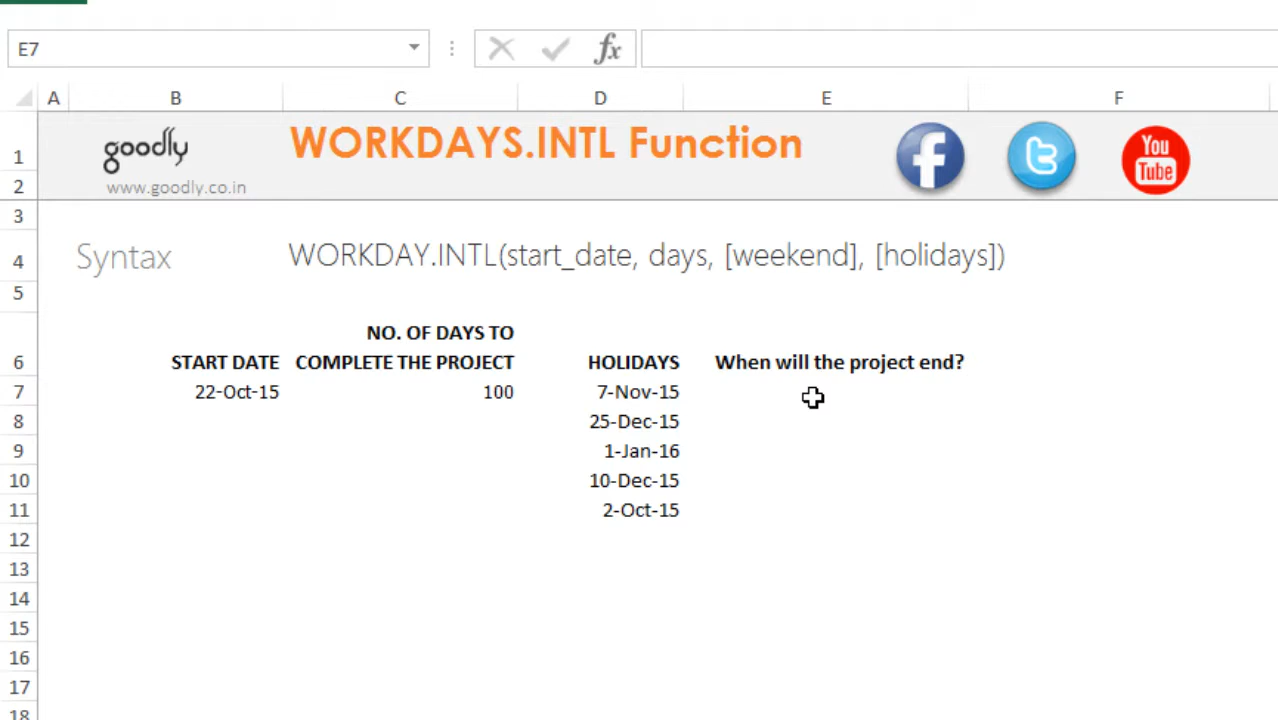 E7
fx
A B C D E F
goodly
www.goodly.co.in
WORKDAYS.INTL Function
You
Tube
1
2
3
4 Syntax WORKDAY.INTL(start_date, days, [weekend], [holidays])
5
NO. OF DAYS TO
6 START DATE COMPLETE THE PROJECT HOLIDAYS When will the project end?
7 22-Oct-15 100 7-Nov-15
8 25-Dec-15
9 1-Jan-16
10 10-Dec-15
11 2-Oct-15
12
13
14
15
16
17
18